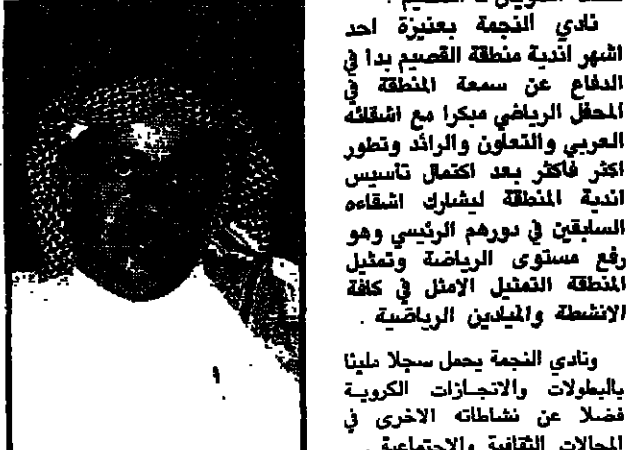 نادي النجمة بعنيزة احد
اشهر اندية منطقة القصيم بدا في
الدفاع عن سمعة المنطقة في
المحفل الرياضي مبكرا مع اشقائه
العربي والتعاون والرائد وتطور
اكثر فاكثر بعد اكتمال تأسيس
اندية المنطقة ليشارك اشقاءه
السابقين في دورهم الرئيسي وهو
رفع مستوى الرياضة وتمثيل
المنطقة التمثيل الامثل في كافة
الانشطة والميادين الرياضية .
ونادي النجمة يحمل سجلا مليئا
بالبطولات والانجازات الكروية
فضلا عن نشاطاته الاخرى في
المجالات الثقافية والاجتماعية .